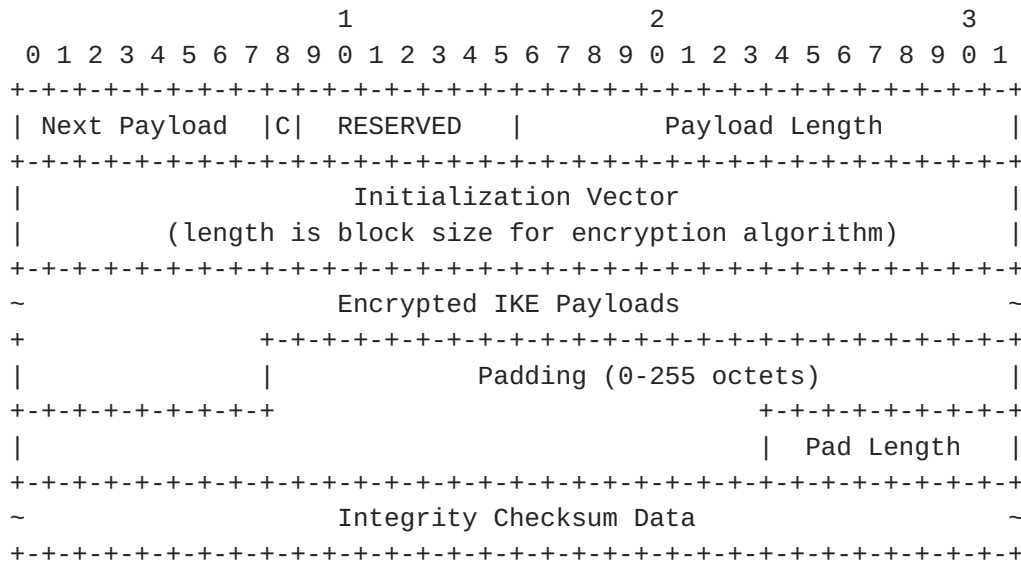 1                   2                   3
 0 1 2 3 4 5 6 7 8 9 0 1 2 3 4 5 6 7 8 9 0 1 2 3 4 5 6 7 8 9 0 1
+-+-+-+-+-+-+-+-+-+-+-+-+-+-+-+-+-+-+-+-+-+-+-+-+-+-+-+-+-+-+-+-+
| Next Payload  |C|  RESERVED   |         Payload Length        |
+-+-+-+-+-+-+-+-+-+-+-+-+-+-+-+-+-+-+-+-+-+-+-+-+-+-+-+-+-+-+-+-+
|                     Initialization Vector                     |
|         (length is block size for encryption algorithm)       |
+-+-+-+-+-+-+-+-+-+-+-+-+-+-+-+-+-+-+-+-+-+-+-+-+-+-+-+-+-+-+-+-+
~                    Encrypted IKE Payloads                     ~
+               +-+-+-+-+-+-+-+-+-+-+-+-+-+-+-+-+-+-+-+-+-+-+-+-+
|               |             Padding (0-255 octets)            |
+-+-+-+-+-+-+-+-+                               +-+-+-+-+-+-+-+-+
|                                               |  Pad Length   |
+-+-+-+-+-+-+-+-+-+-+-+-+-+-+-+-+-+-+-+-+-+-+-+-+-+-+-+-+-+-+-+-+
~                    Integrity Checksum Data                    ~
+-+-+-+-+-+-+-+-+-+-+-+-+-+-+-+-+-+-+-+-+-+-+-+-+-+-+-+-+-+-+-+-+